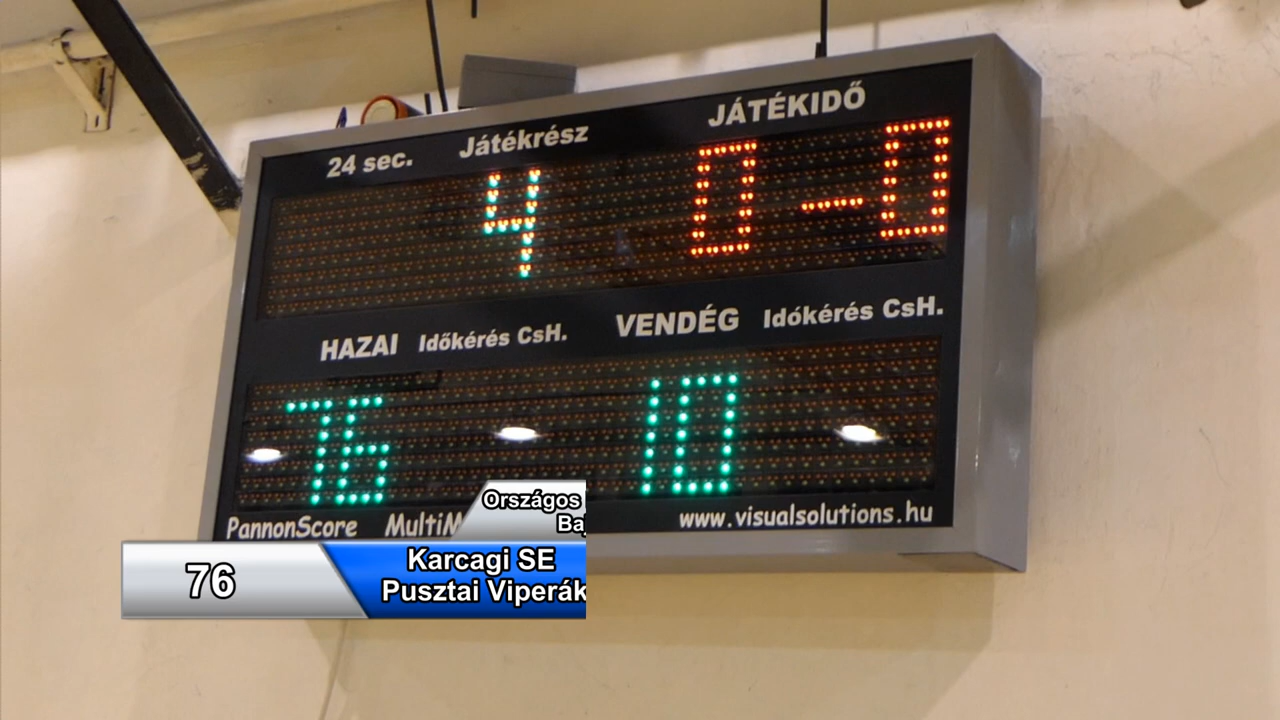 24 sec. Játékrész JÁTÉKIDŐ
4 0-0
HAZAI Időkérés CsH. VENDÉG Idókérés CsH.
76 10
PannonScore www.visualsolutions.hu
Országos
76 Karcagi SE
Pusztai Viperák